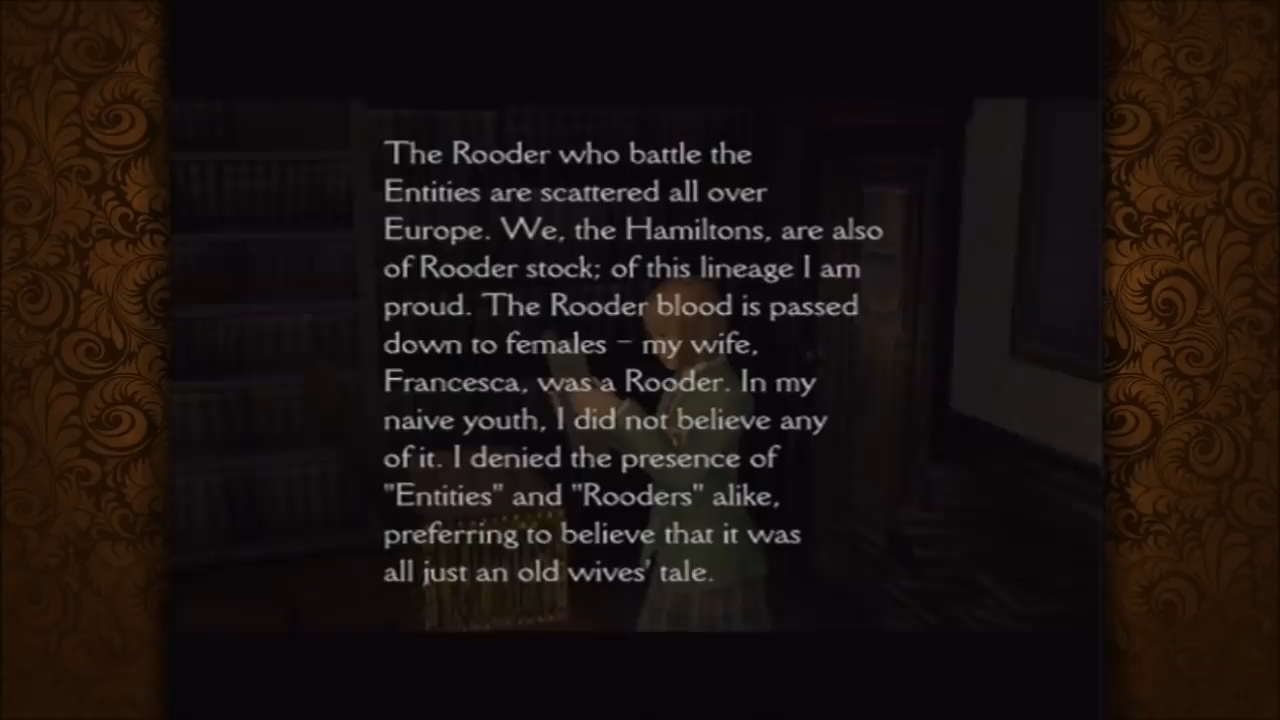 The Rooder who battle the
Entities are scattered all over
Europe. We, the Hamiltons, are also
of Rooder stock; of this lineage I am
proud. The Rooder blood is passed
down to females – my wife,
Francesca, was a Rooder. In my
naive youth, I did not believe any
of it. I denied the presence of
"Entities" and "Rooders" alike,
preferring to believe that it was
all just an old wives' tale.